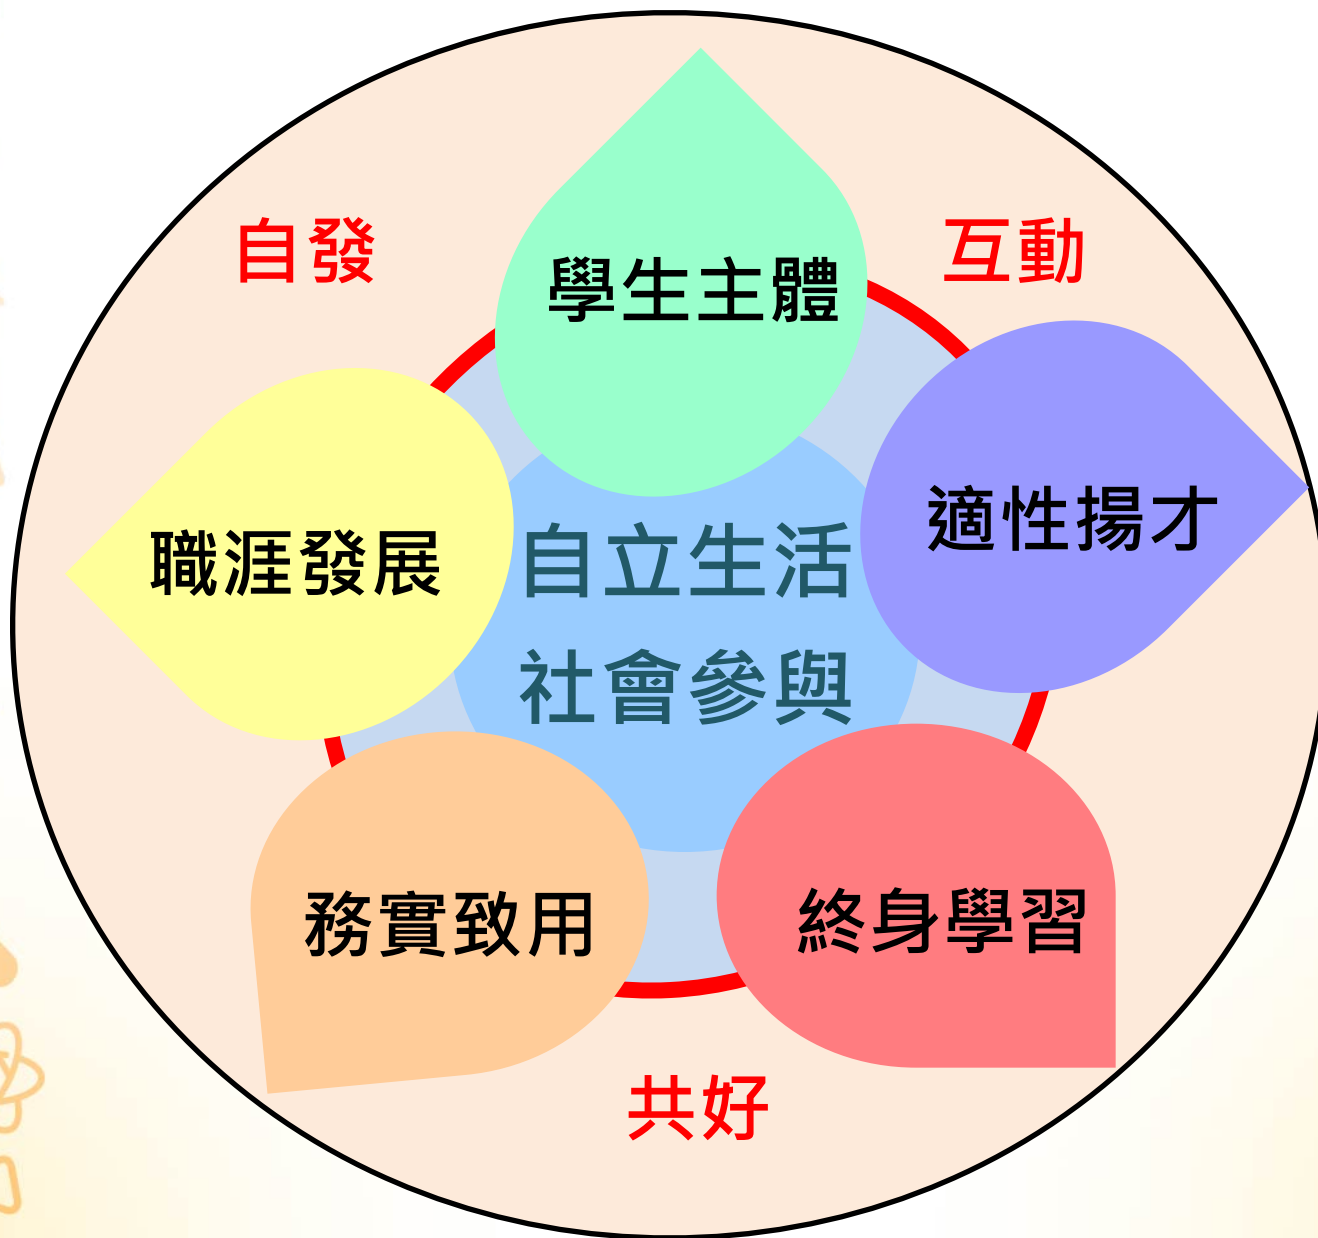 自發
互動
學生主體
適性揚才
職涯發展
自立生活
社會參與
務實致用
終身學習
共好